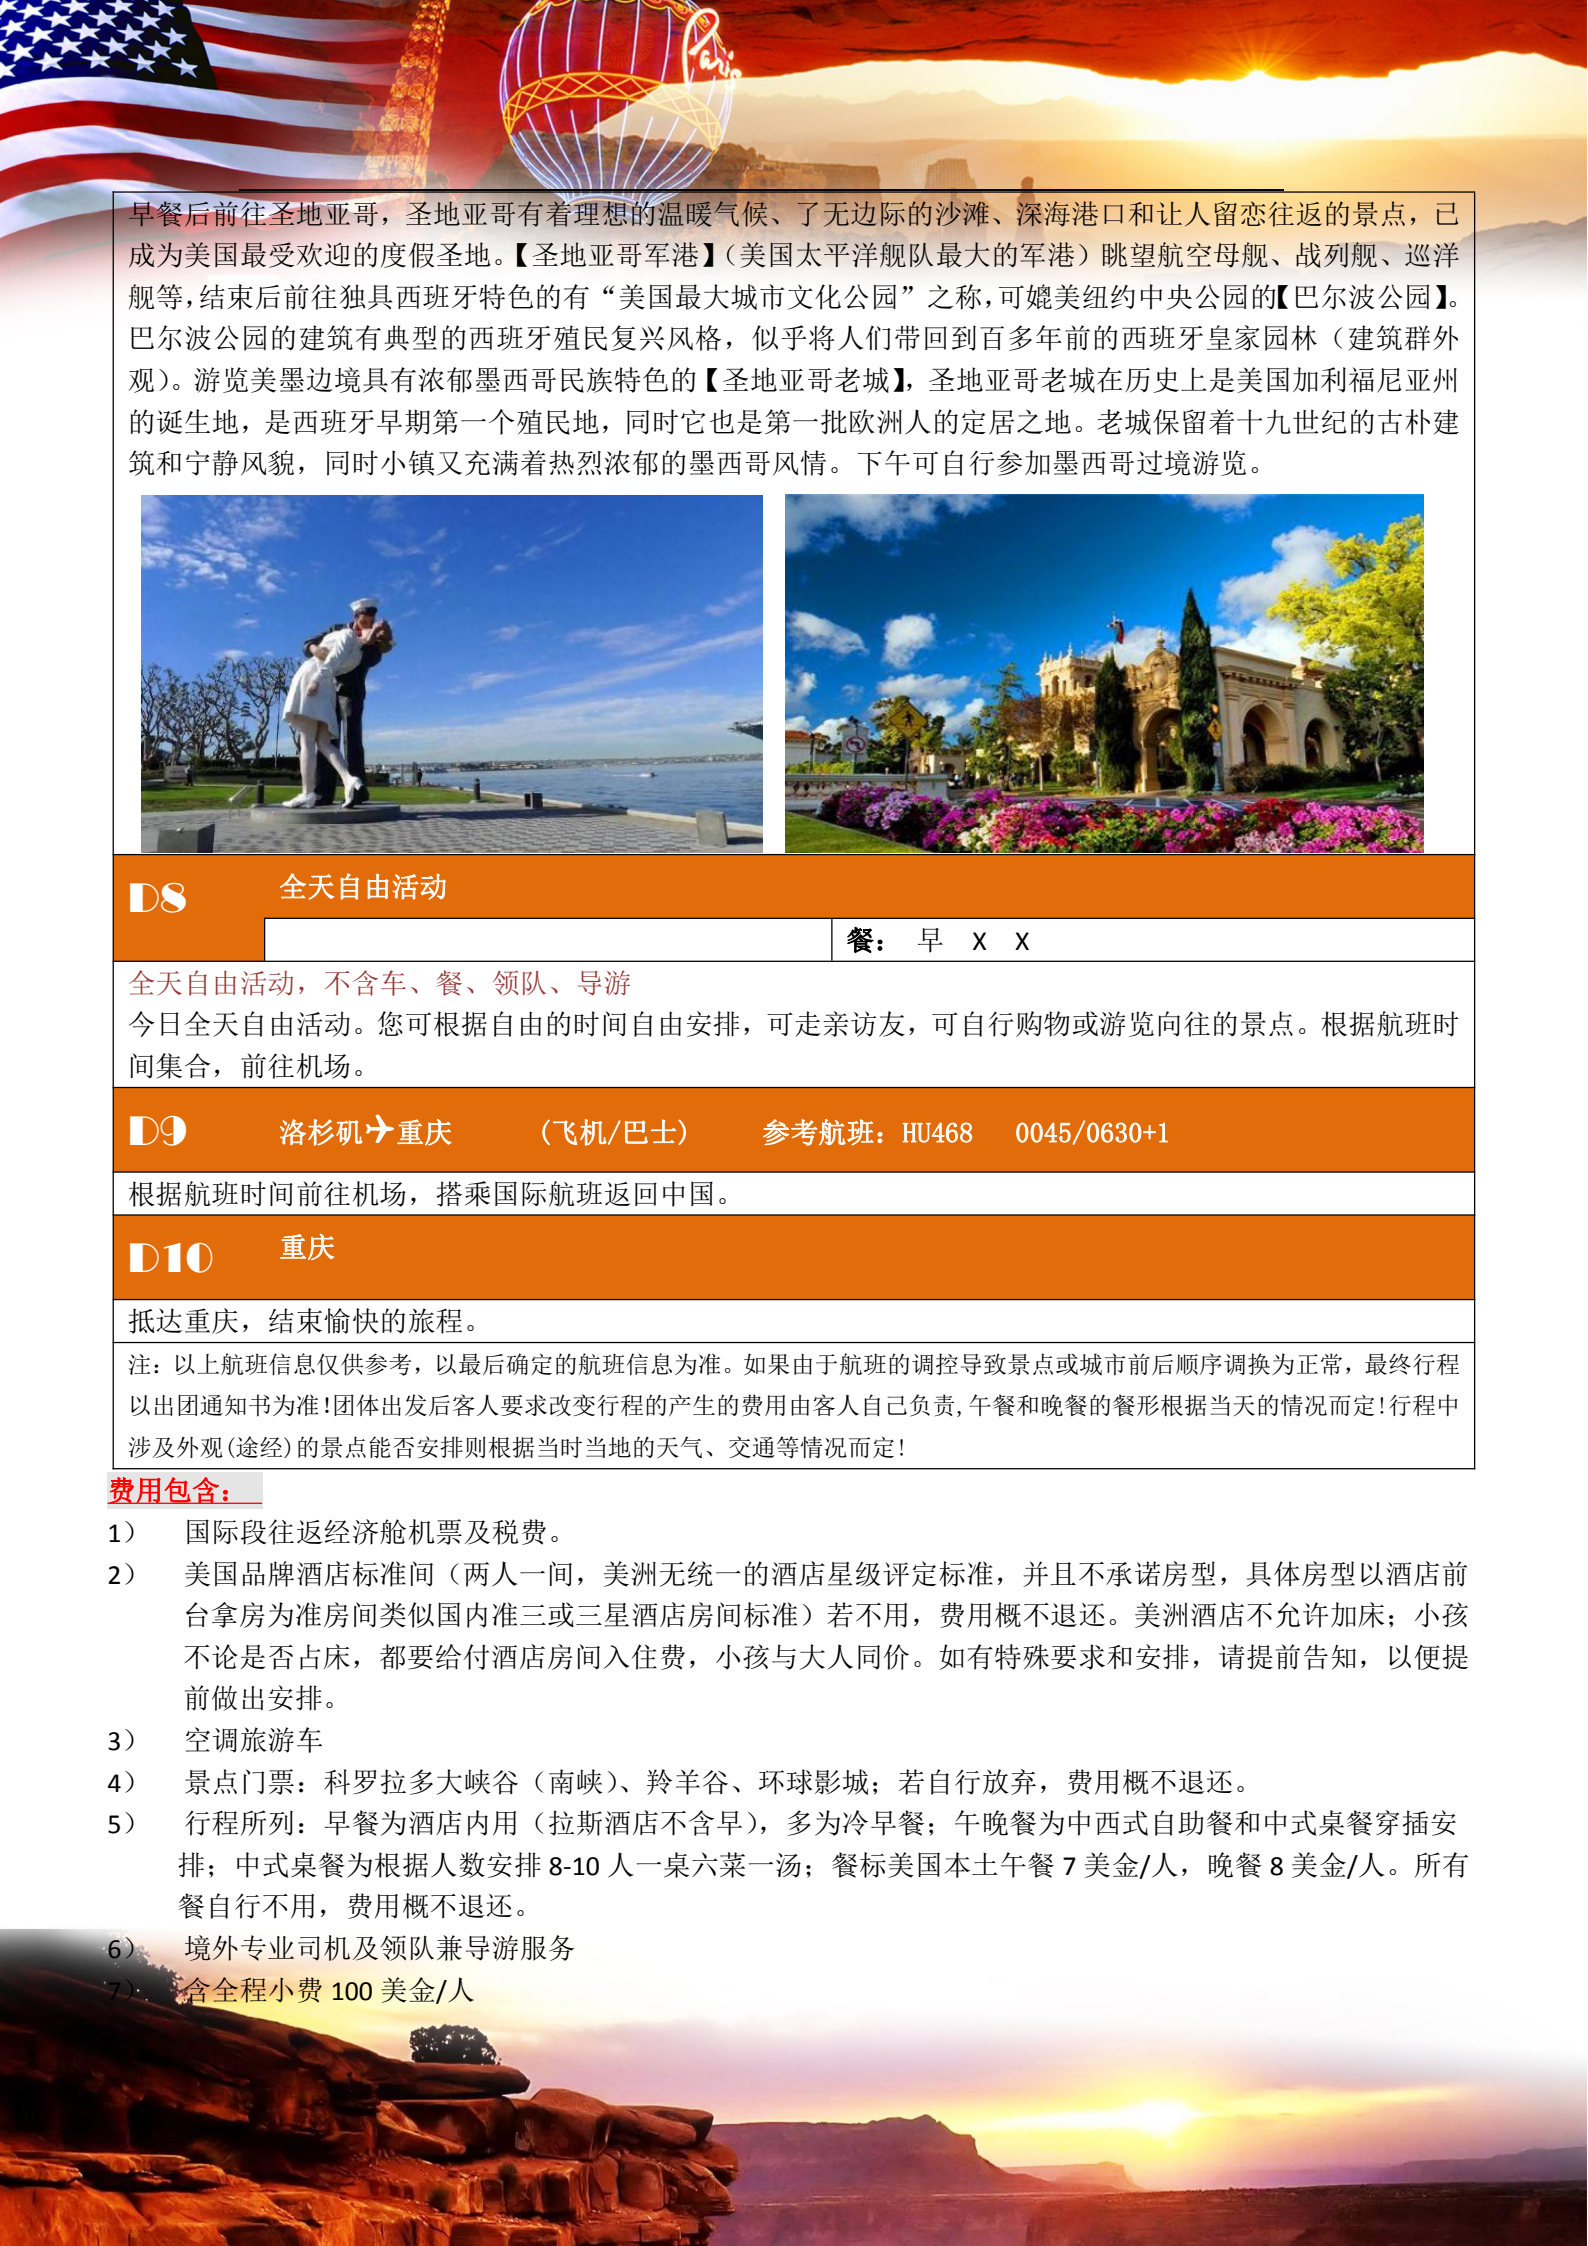 Paris
早餐后前往圣地亚哥，圣地亚哥有着理想的温暖气候、了无边际的沙滩、深海港口和让人留恋往返的景点，已
成为美国最受欢迎的度假圣地。【圣地亚哥军港】（美国太平洋舰队最大的军港）眺望航空母舰、战列舰、巡洋
舰等，结束后前往独具西班牙特色的有“美国最大城市文化公园”之称，可媲美纽约中央公园的【巴尔波公园】。
巴尔波公园的建筑有典型的西班牙殖民复兴风格，似乎将人们带回到百多年前的西班牙皇家园林（建筑群外
观）。游览美墨边境具有浓郁墨西哥民族特色的【圣地亚哥老城】，圣地亚哥老城在历史上是美国加利福尼亚州
的诞生地，是西班牙早期第一个殖民地，同时它也是第一批欧洲人的定居之地。老城保留着十九世纪的古朴建
筑和宁静风貌，同时小镇又充满着热烈浓郁的墨西哥风情。下午可自行参加墨西哥过境游览。
D8 全天自由活动
餐： 早 X X
全天自由活动，不含车、餐、领队、导游
今日全天自由活动。您可根据自由的时间自由安排，可走亲访友，可自行购物或游览向往的景点。根据航班时
间集合，前往机场。
D9 洛杉矶✈重庆 （飞机/巴士） 参考航班：HU468 0045/0630+1
根据航班时间前往机场，搭乘国际航班返回中国。
D10 重庆
抵达重庆，结束愉快的旅程。
注：以上航班信息仅供参考，以最后确定的航班信息为准。如果由于航班的调控导致景点或城市前后顺序调换为正常，最终行程
以出团通知书为准!团体出发后客人要求改变行程的产生的费用由客人自己负责,午餐和晚餐的餐形根据当天的情况而定!行程中
涉及外观(途经)的景点能否安排则根据当时当地的天气、交通等情况而定!
费用包含：
1） 国际段往返经济舱机票及税费。
2） 美国品牌酒店标准间（两人一间，美洲无统一的酒店星级评定标准，并且不承诺房型，具体房型以酒店前
台拿房为准房间类似国内准三或三星酒店房间标准）若不用，费用概不退还。美洲酒店不允许加床；小孩
不论是否占床，都要给付酒店房间入住费，小孩与大人同价。如有特殊要求和安排，请提前告知，以便提
前做出安排。
3） 空调旅游车
4） 景点门票：科罗拉多大峡谷（南峡）、羚羊谷、环球影城；若自行放弃，费用概不退还。
5） 行程所列：早餐为酒店内用（拉斯酒店不含早），多为冷早餐；午晚餐为中西式自助餐和中式桌餐穿插安
排；中式桌餐为根据人数安排 8-10 人一桌六菜一汤；餐标美国本土午餐 7 美金/人，晚餐 8 美金/人。所有
餐自行不用，费用概不退还。
6） 境外专业司机及领队兼导游服务
7） 含全程小费 100 美金/人